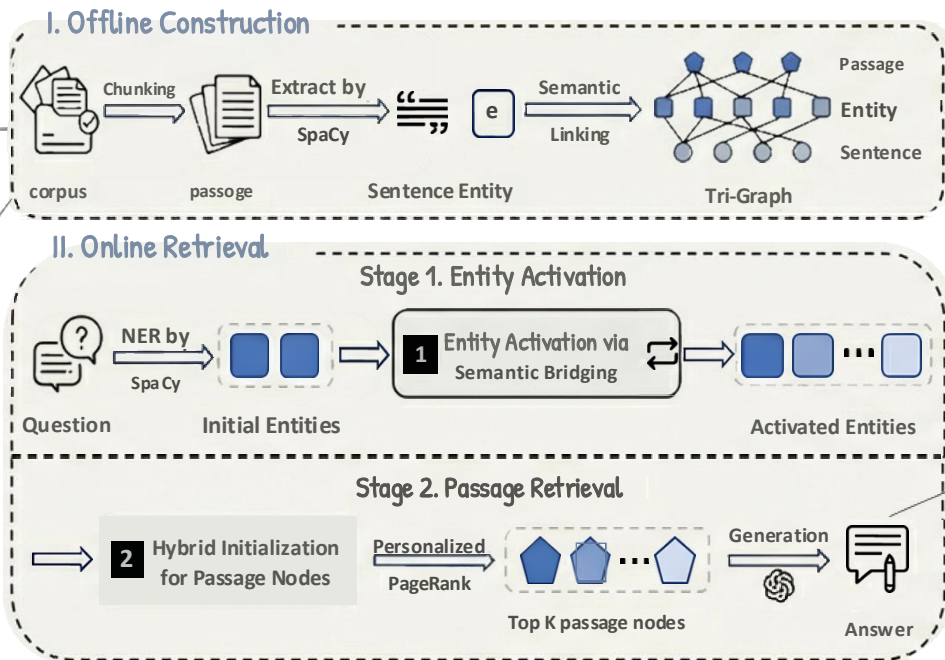 I. Offline Construction
Chunking
Extract by
SpaCy
e
Semantic
Linking
Passage
Entity
Sentence
corpus
passoge
Sentence Entity
Tri-Graph
II. Online Retrieval
Stage 1. Entity Activation
?
NER by
SpaCy
1
Entity Activation via
Semantic Bridging
Question
Initial Entities
Activated Entities
Stage 2. Passage Retrieval
2
Hybrid Initialization
for Passage Nodes
Personalized
PageRank
Generation
Top K passage nodes
Answer